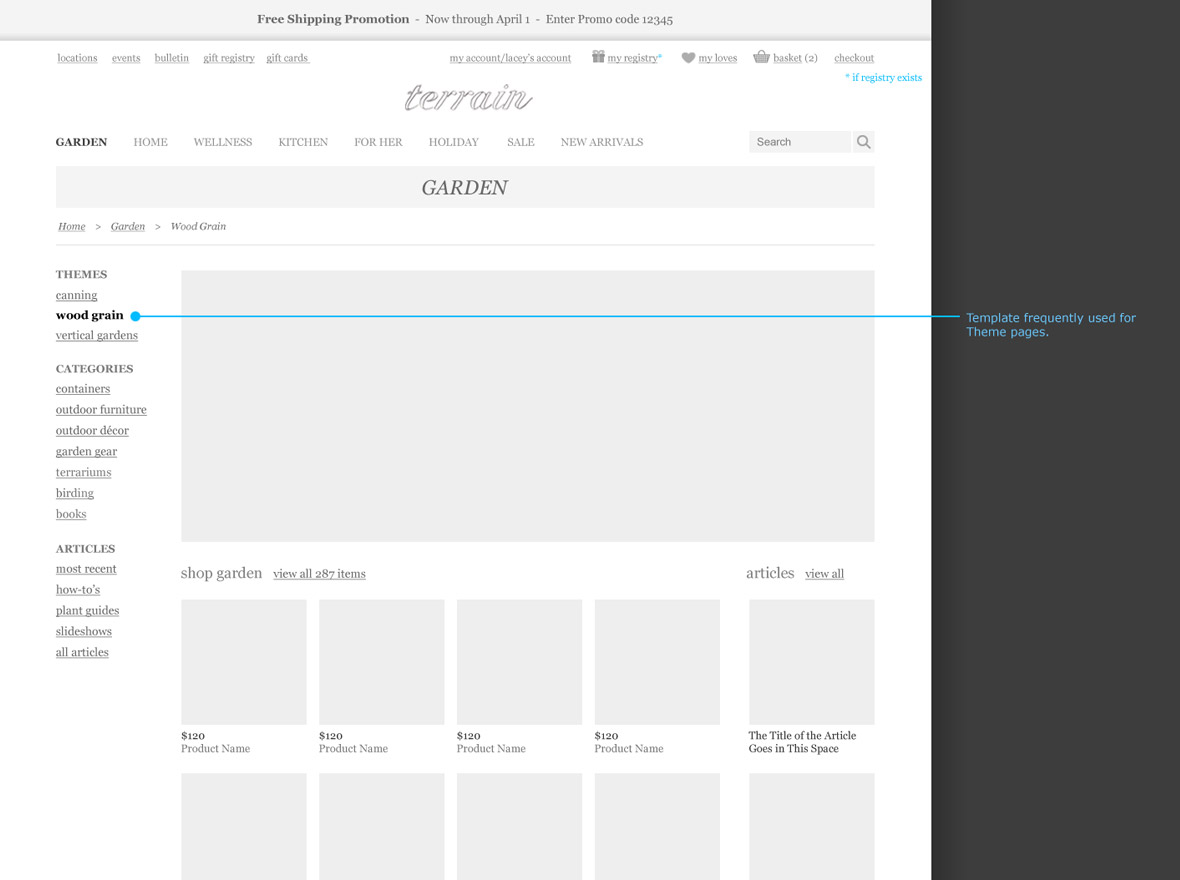 Free Shipping Promotion - Now through April 1 - Enter Promo code 12345
locations events bulletin gift registry gift cards my account/lacey's account my registry* my loves basket (2) checkout
* if registry exists
terrain
GARDEN HOME WELLNESS KITCHEN FOR HER HOLIDAY SALE NEW ARRIVALS Search
GARDEN
Home > Garden > Wood Grain
THEMES
canning
wood grain
vertical gardens
Template frequently used for
Theme pages.
CATEGORIES
containers
outdoor furniture
outdoor décor
garden gear
terrariums
birding
books
ARTICLES
most recent
how-to's
plant guides
slideshows
all articles
shop garden view all 287 items
articles view all
$120 $120 $120 $120
Product Name Product Name Product Name Product Name
The Title of the Article
Goes in This Space